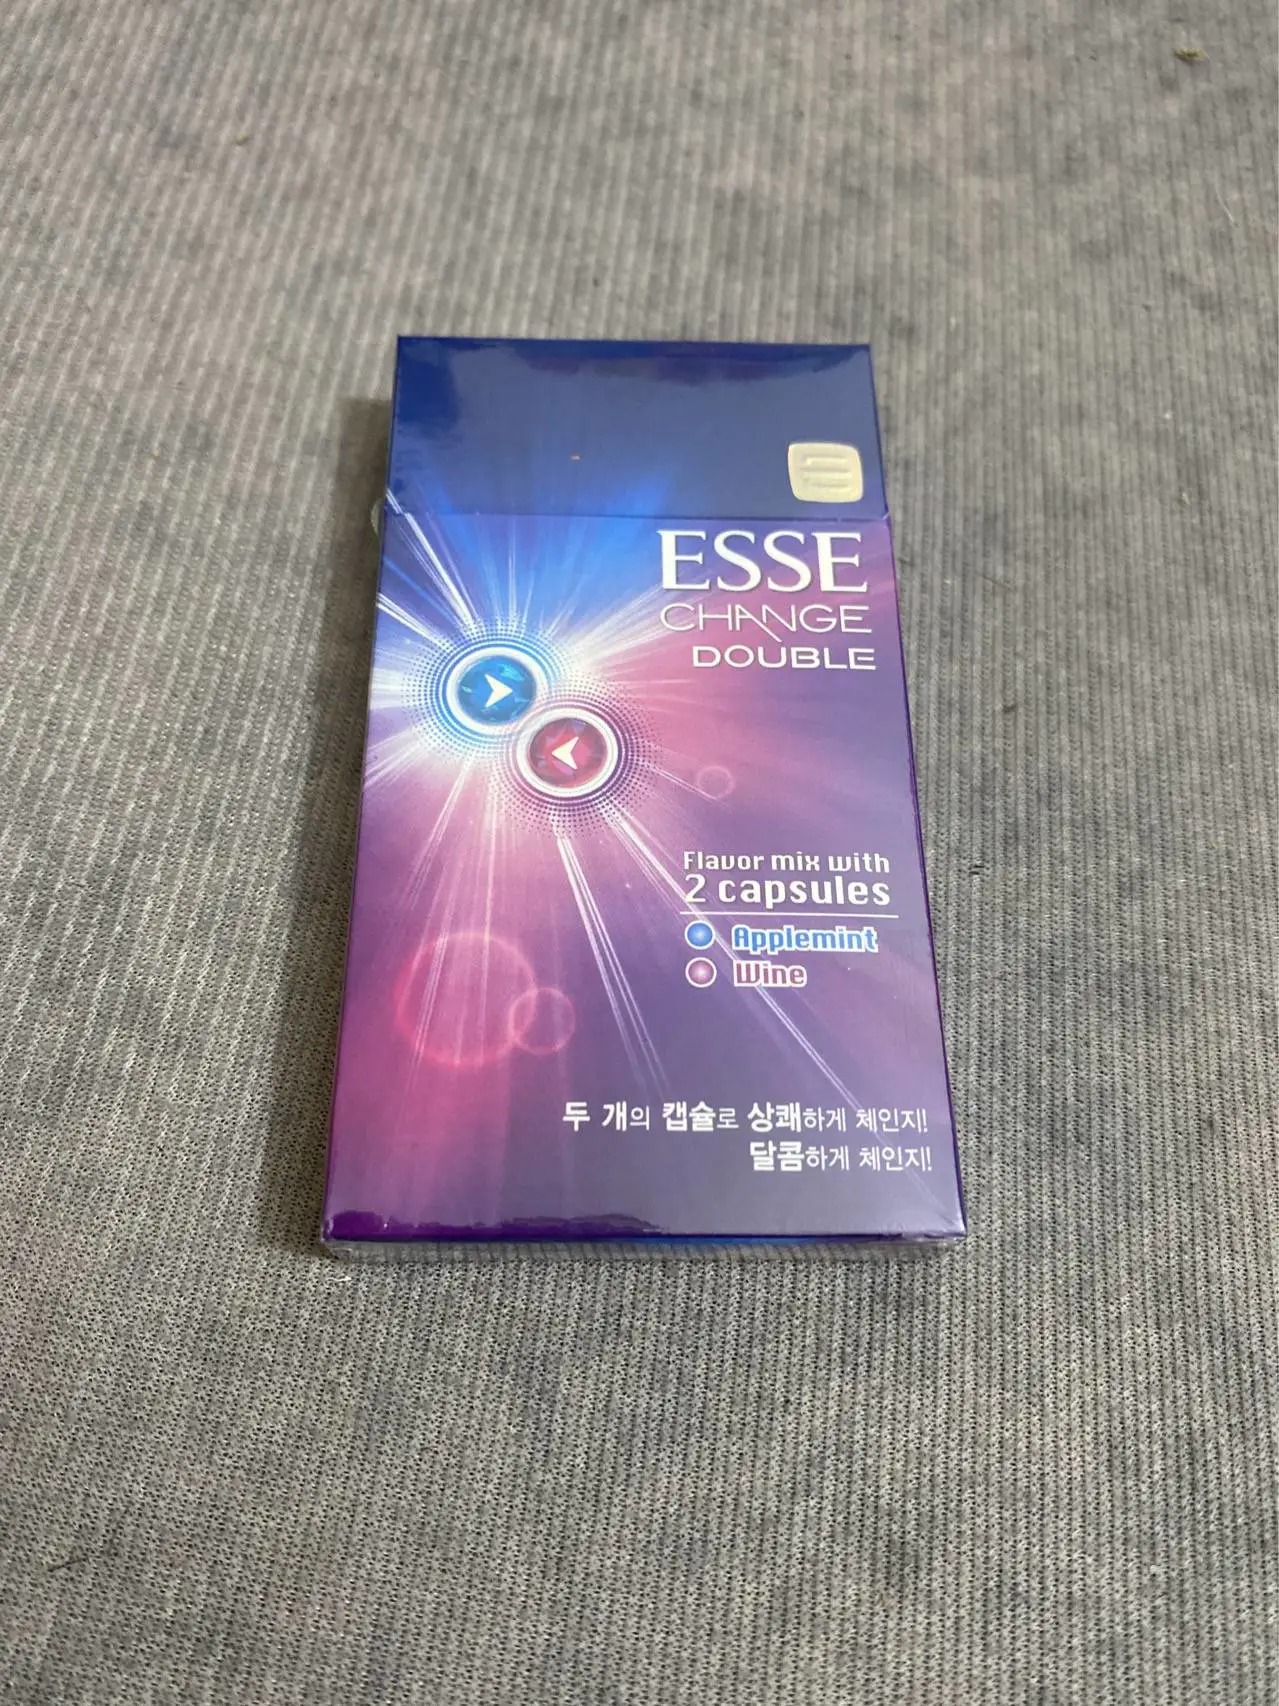 ESSE
CHANGE
DOUBLE
Flavor mix with
2 capsules
Applemint
Wine
두 개의 캡슐로 상쾌하게 체인지!
달콤하게 체인지!